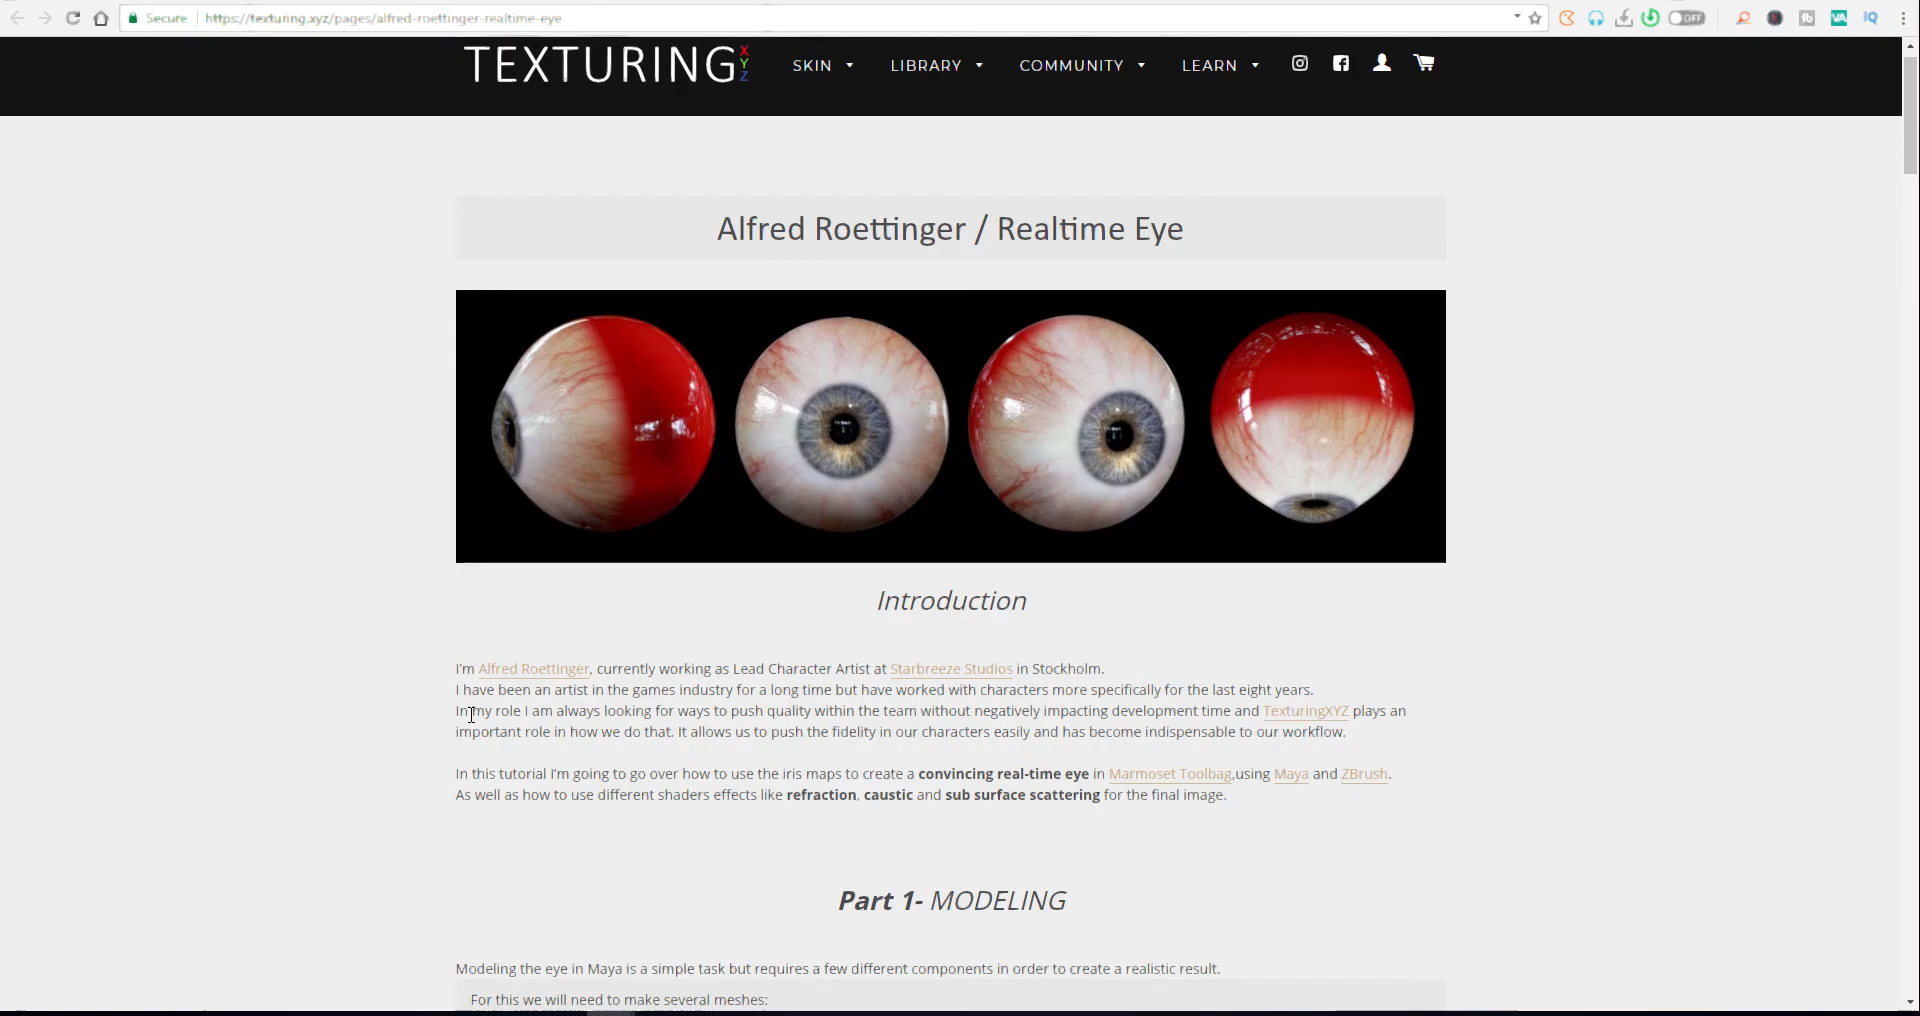 Secure https://texturing.xyz/pages/alfred-roettinger-realtime-eye OFF VA IQ
TEXTURING XYZ SKIN LIBRARY COMMUNITY LEARN
Alfred Roettinger / Realtime Eye
Introduction
I'm Alfred Roettinger, currently working as Lead Character Artist at Starbreeze Studios in Stockholm.
I have been an artist in the games industry for a long time but have worked with characters more specifically for the last eight years.
In my role I am always looking for ways to push quality within the team without negatively impacting development time and TexturingXYZ plays an
important role in how we do that. It allows us to push the fidelity in our characters easily and has become indispensable to our workflow.
In this tutorial I'm going to go over how to use the iris maps to create a convincing real-time eye in Marmoset Toolbag,using Maya and ZBrush.
As well as how to use different shaders effects like refraction, caustic and sub surface scattering for the final image.
Part 1- MODELING
Modeling the eye in Maya is a simple task but requires a few different components in order to create a realistic result.
For this we will need to make several meshes: